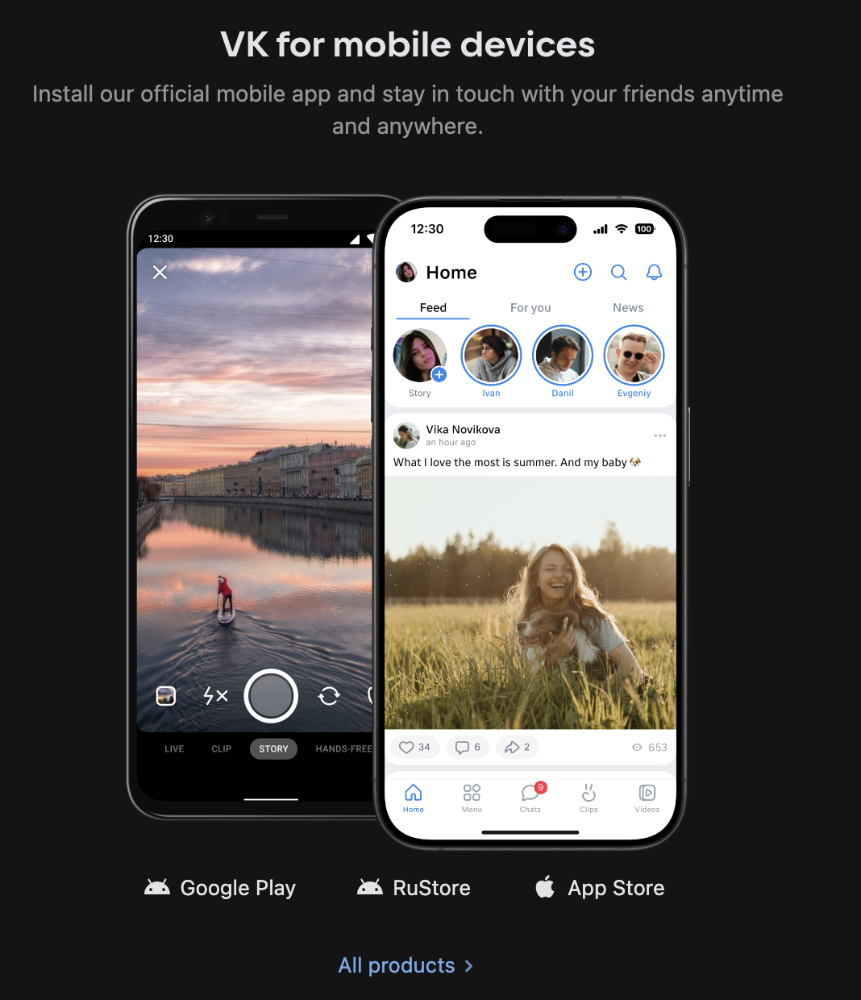 VK for mobile devices
Install our official mobile app and stay in touch with your friends anytime
and anywhere.
12:30
LIVE CLIP STORY HANDS-FREE
12:30 100
Home
Feed For you News
Story Ivan Danil Evgeniy
Vika Novikova
an hour ago
What I love the most is summer. And my baby 🐶
34 6 2 653
9
Home Menu Chats Clips Videos
Google Play RuStore App Store
All products